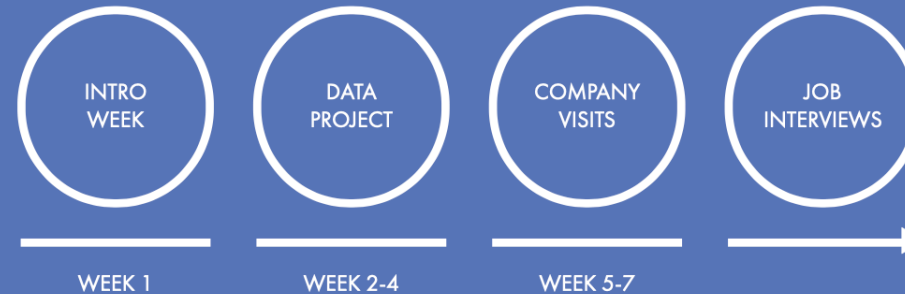 INTRO
WEEK
DATA
PROJECT
COMPANY
VISITS
JOB
INTERVIEWS
WEEK 1
WEEK 2-4
WEEK 5-7